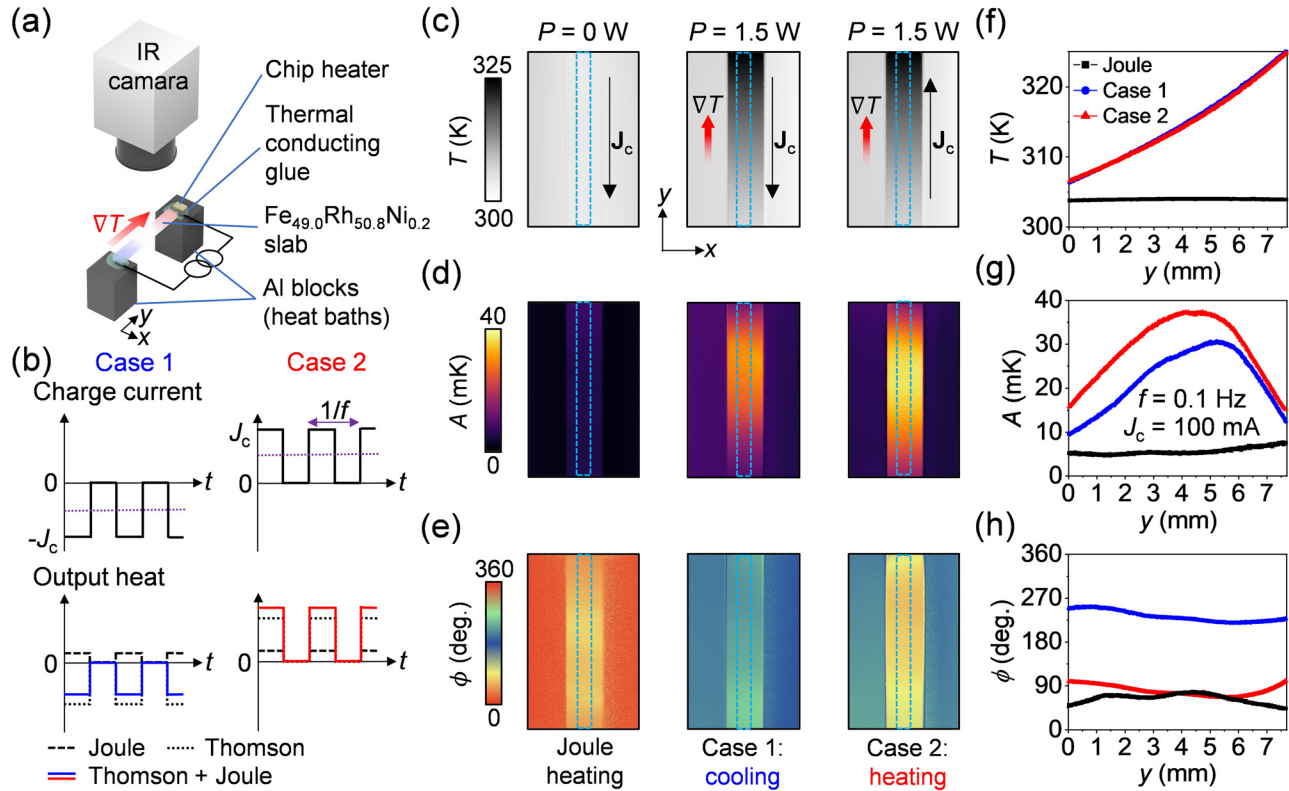 (a)
IR
camara
Chip heater
Thermal
conducting
glue
∇T
Fe49.0Rh50.8Ni0.2
slab
Al blocks
(heat baths)
y
x
(b)
Case 1
Case 2
Charge current
0
t
-Jc
Jc
1/f
0
t
Output heat
0
t
0
t
Joule
Thomson
Thomson + Joule
(c)
P = 0 W
P = 1.5 W
P = 1.5 W
325
T (K)
300
Jc
∇T
Jc
∇T
Jc
y
x
(d)
40
A (mK)
0
(e)
360
ϕ (deg.)
0
Joule
heating
Case 1:
cooling
Case 2:
heating
(f)
Joule
Case 1
Case 2
T (K)
320
310
300
0 1 2 3 4 5 6 7
y (mm)
(g)
A (mK)
40
30
20
10
0
f = 0.1 Hz
Jc = 100 mA
0 1 2 3 4 5 6 7
y (mm)
(h)
ϕ (deg.)
360
270
180
90
0
0 1 2 3 4 5 6 7
y (mm)